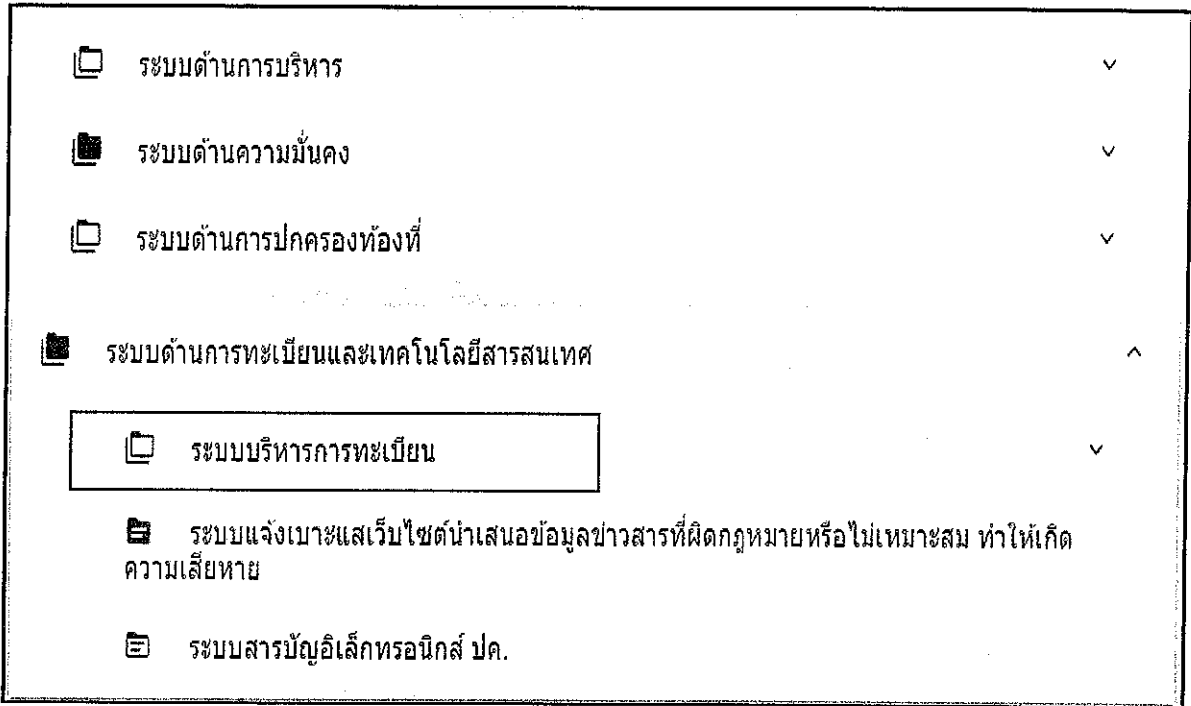 ระบบด้านการบริหาร
ระบบด้านความมั่นคง
ระบบด้านการปกครองท้องที่
ระบบด้านการทะเบียนและเทคโนโลยีสารสนเทศ
ระบบบริหารการทะเบียน
ระบบแจ้งเบาะแสเว็บไซต์นำเสนอข้อมูลข่าวสารที่ผิดกฎหมายหรือไม่เหมาะสม ทำให้เกิด
ความเสียหาย
ระบบสารบัญอิเล็กทรอนิกส์ ปค.